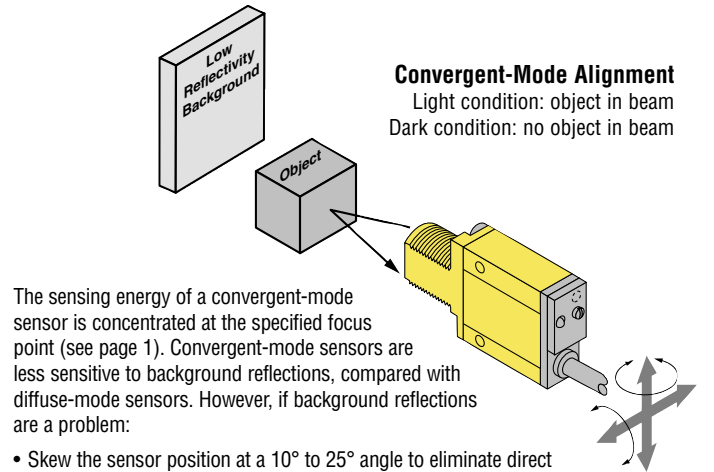 Low
Reflectivity
Background
Convergent-Mode Alignment
Light condition: object in beam
Dark condition: no object in beam
Object
The sensing energy of a convergent-mode
sensor is concentrated at the specified focus
point (see page 1). Convergent-mode sensors are
less sensitive to background reflections, compared with
diffuse-mode sensors. However, if background reflections
are a problem:
• Skew the sensor position at a 10° to 25° angle to eliminate direct